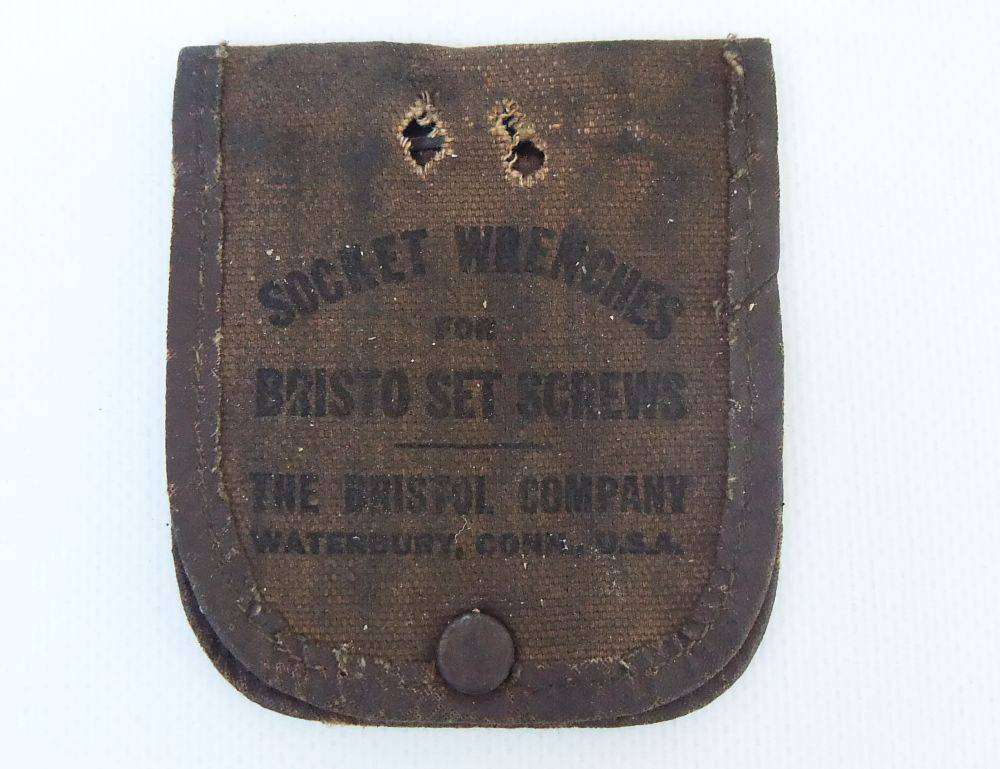 SOCKET WRENCHES
FOR
BRISTO SET SCREWS
THE BRISTOL COMPANY
WATERBURY, CONN., U.S.A.